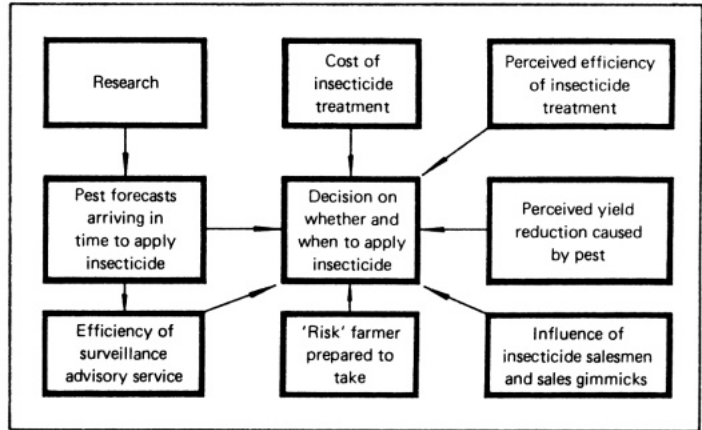 Research
Cost of
insecticide
treatment
Perceived efficiency
of insecticide
treatment
Pest forecasts
arriving in
time to apply
insecticide
Decision on
whether and
when to apply
insecticide
Perceived yield
reduction caused
by pest
Efficiency of
surveillance
advisory service
'Risk' farmer
prepared to
take
Influence of
insecticide salesmen
and sales gimmicks